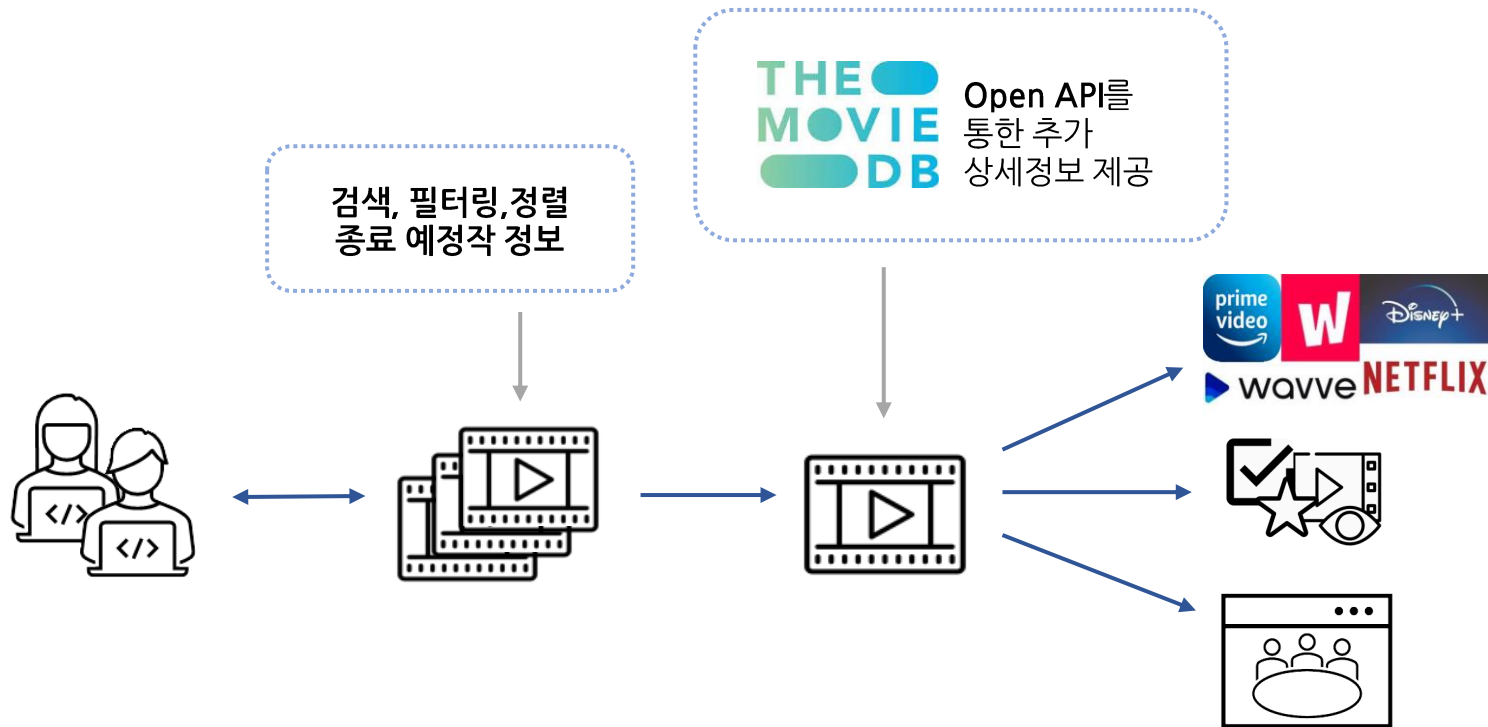 THE
MOVIE
DB
Open API를
통한 추가
상세정보 제공
검색, 필터링,정렬
종료 예정작 정보
prime
video
W
Disney+
wavve
NETFLIX
</>
</>